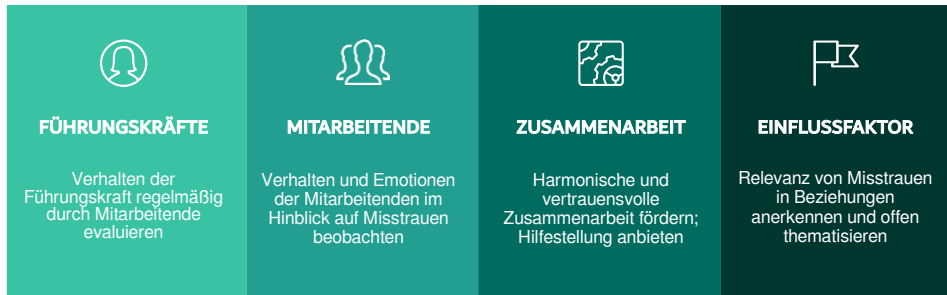 FÜHRUNGSKRÄFTE
Verhalten der
Führungskraft regelmäßig
durch Mitarbeitende
evaluieren
MITARBEITENDE
Verhalten und Emotionen
der Mitarbeitenden im
Hinblick auf Misstrauen
beobachten
ZUSAMMENARBEIT
Harmonische und
vertrauensvolle
Zusammenarbeit fördern;
Hilfestellung anbieten
EINFLUSSFAKTOR
Relevanz von Misstrauen
in Beziehungen
anerkennen und offen
thematisieren